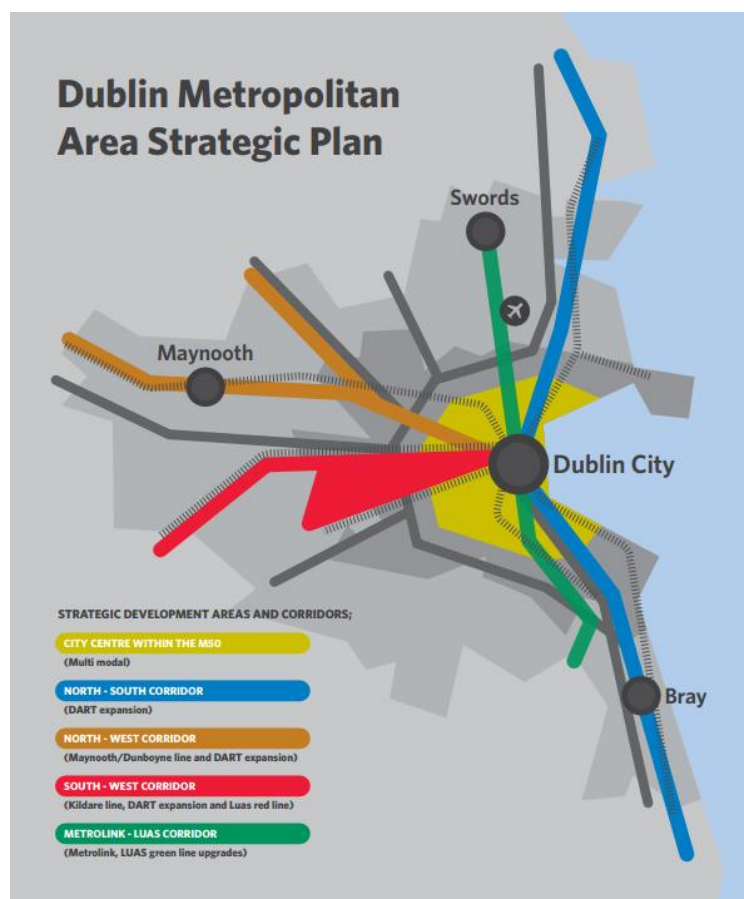 Dublin Metropolitan
Area Strategic Plan
Swords
Maynooth
Dublin City
Bray
STRATEGIC DEVELOPMENT AREAS AND CORRIDORS;
CITY CENTRE WITHIN THE M50
(Multi modal)
NORTH - SOUTH CORRIDOR
(DART expansion)
NORTH - WEST CORRIDOR
(Maynooth/Dunboyne line and DART expansion)
SOUTH - WEST CORRIDOR
(Kildare line, DART expansion and Luas red line)
METROLINK - LUAS CORRIDOR
(Metrolink, LUAS green line upgrades)